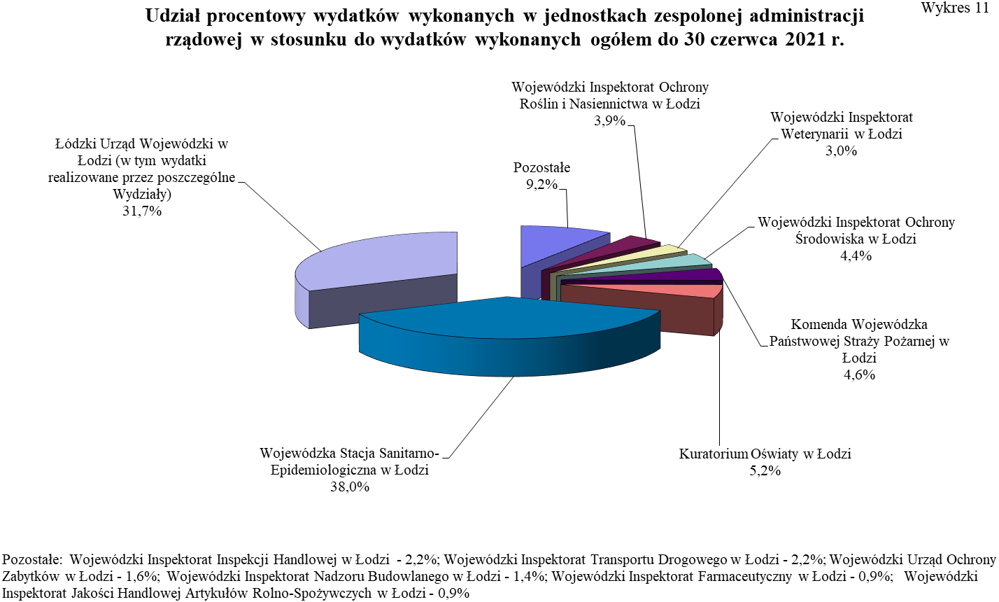 Wykres 11
Udział procentowy wydatków wykonanych w jednostkach zespolonej administracji
rządowej w stosunku do wydatków wykonanych ogółem do 30 czerwca 2021 r.
Wojewódzki Inspektorat Ochrony
Roślin i Nasiennictwa w Łodzi
3,9%
Wojewódzki Inspektorat
Weterynarii w Łodzi
3,0%
Łódzki Urząd Wojewódzki w
Łodzi (w tym wydatki
realizowane przez poszczególne
Wydziały)
31,7%
Pozostałe
9,2%
Wojewódzki Inspektorat Ochrony
Środowiska w Łodzi
4,4%
Komenda Wojewódzka
Państwowej Straży Pożarnej w
Łodzi
4,6%
Wojewódzka Stacja Sanitarno-
Epidemiologiczna w Łodzi
38,0%
Kuratorium Oświaty w Łodzi
5,2%
Pozostałe: Wojewódzki Inspektorat Inspekcji Handlowej w Łodzi - 2,2%; Wojewódzki Inspektorat Transportu Drogowego w Łodzi - 2,2%; Wojewódzki Urząd Ochrony
Zabytków w Łodzi - 1,6%; Wojewódzki Inspektorat Nadzoru Budowlanego w Łodzi - 1,4%; Wojewódzki Inspektorat Farmaceutyczny w Łodzi - 0,9%; Wojewódzki
Inspektorat Jakości Handlowej Artykułów Rolno-Spożywczych w Łodzi - 0,9%